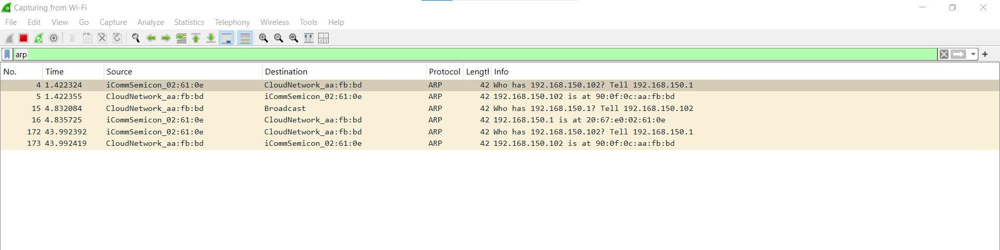 Capturing from Wi-Fi
File Edit View Go Capture Analyze Statistics Telephony Wireless Tools Help
arp
No. Time Source Destination Protocol Length Info
4 1.422324 iCommSemicon_02:61:0e CloudNetwork_aa:fb:bd ARP 42 Who has 192.168.150.102? Tell 192.168.150.1
5 1.422355 CloudNetwork_aa:fb:bd iCommSemicon_02:61:0e ARP 42 192.168.150.102 is at 90:0f:0c:aa:fb:bd
15 4.832084 CloudNetwork_aa:fb:bd Broadcast ARP 42 Who has 192.168.150.1? Tell 192.168.150.102
16 4.835725 iCommSemicon_02:61:0e CloudNetwork_aa:fb:bd ARP 42 192.168.150.1 is at 20:67:e0:02:61:0e
172 43.992392 iCommSemicon_02:61:0e CloudNetwork_aa:fb:bd ARP 42 Who has 192.168.150.102? Tell 192.168.150.1
173 43.992419 CloudNetwork_aa:fb:bd iCommSemicon_02:61:0e ARP 42 192.168.150.102 is at 90:0f:0c:aa:fb:bd